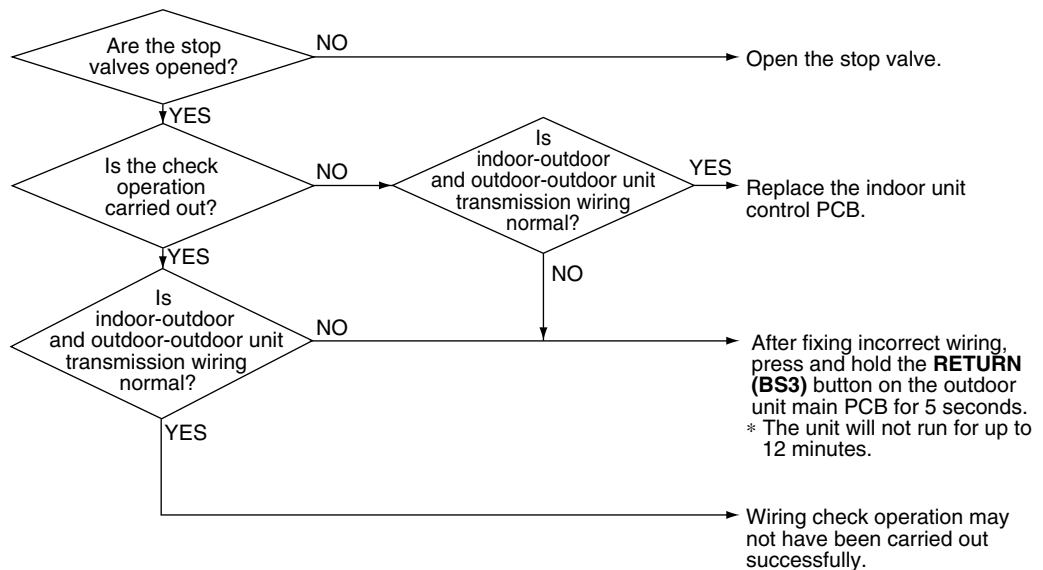 Are the stop
valves opened?
NO
Open the stop valve.
YES
Is the check
operation
carried out?
NO
Is
indoor-outdoor
and outdoor-outdoor unit
transmission wiring
normal?
YES
Replace the indoor unit
control PCB.
YES
NO
Is
indoor-outdoor
and outdoor-outdoor unit
transmission wiring
normal?
NO
After fixing incorrect wiring,
press and hold the RETURN
(BS3) button on the outdoor
unit main PCB for 5 seconds.
* The unit will not run for up to
12 minutes.
YES
Wiring check operation may
not have been carried out
successfully.